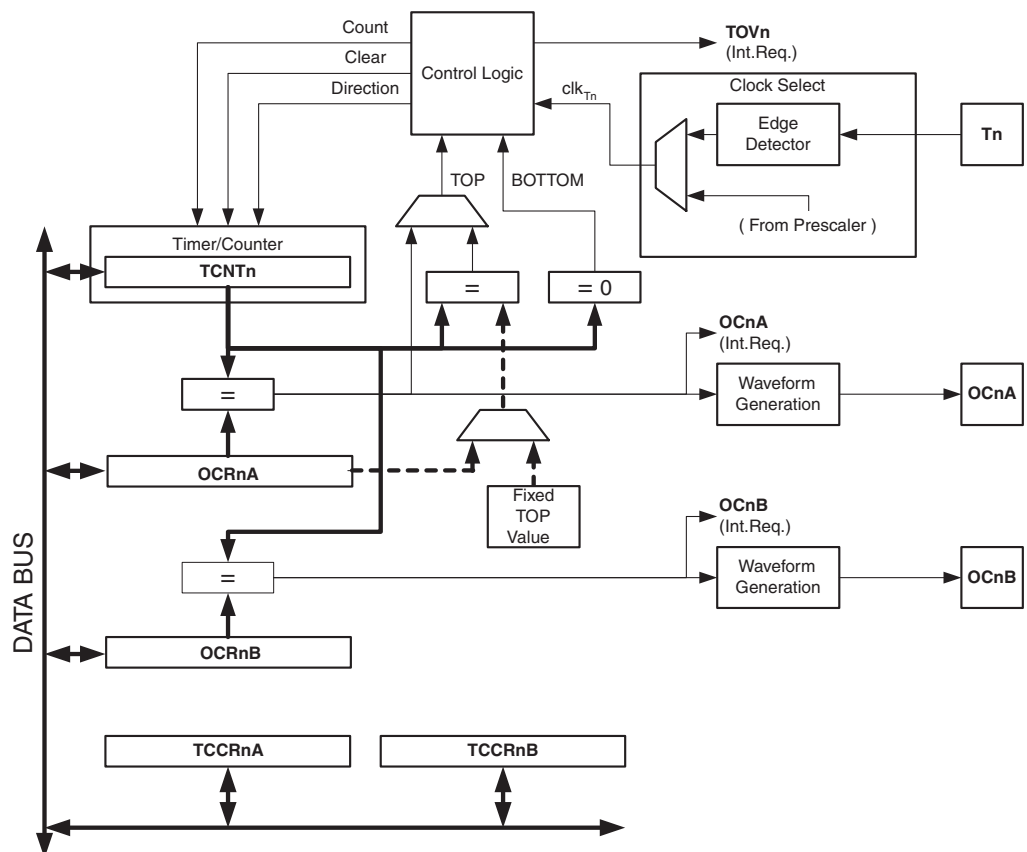 Count
Clear
Direction
Control Logic
TOVn
(Int.Req.)
clkTn
Clock Select
Edge
Detector
Tn
( From Prescaler )
TOP
BOTTOM
Timer/Counter
TCNTn
=
= 0
OCnA
(Int.Req.)
=
Waveform
Generation
OCnA
OCRnA
Fixed
TOP
Value
OCnB
(Int.Req.)
=
Waveform
Generation
OCnB
OCRnB
DATA BUS
TCCRnA
TCCRnB